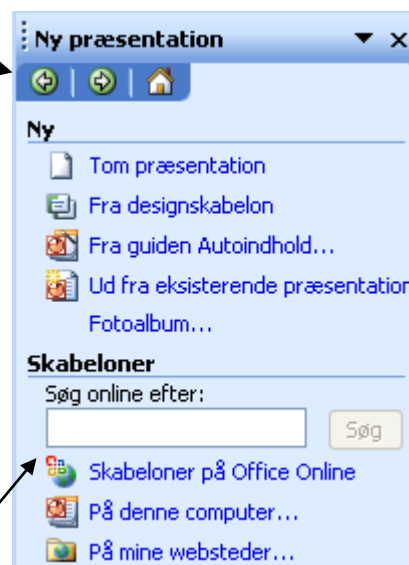 Ny præsentation
Ny
Tom præsentation
Fra designskabelon
Fra guiden Autoindhold...
Ud fra eksisterende præsentation
Fotoalbum...
Skabeloner
Søg online efter:
Søg
Skabeloner på Office Online
På denne computer...
På mine websteder...